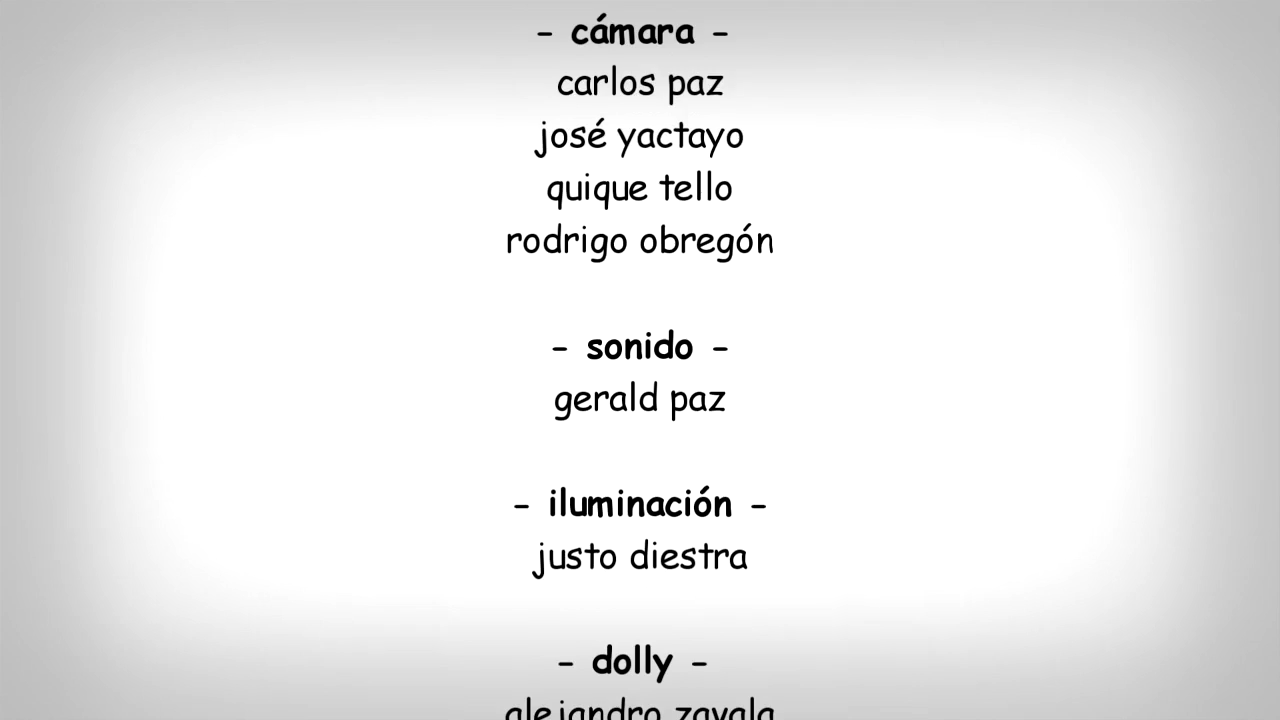 - cámara -
carlos paz
josé yactayo
quique tello
rodrigo obregón
- sonido -
gerald paz
- iluminación -
justo diestra
- dolly -
alejandro zavala